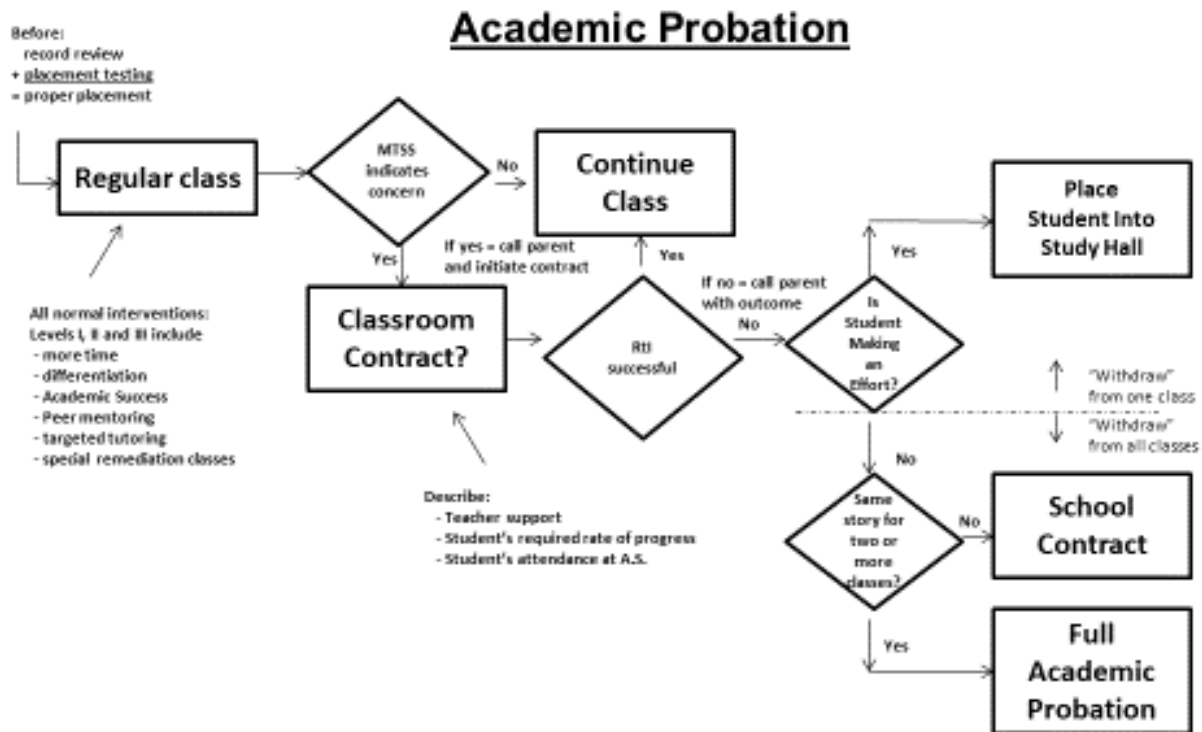 Academic Probation
Before:
record review
+ placement testing
= proper placement
Regular class
MTSS
indicates
concern
No
Continue
Class
Yes
If yes = call parent
and initiate contract
All normal interventions:
Levels I, II and III include
- more time
- differentiation
- Academic Success
- Peer mentoring
- targeted tutoring
- special remediation classes
Classroom
Contract?
Describe:
- Teacher support
- Student's required rate of progress
- Student's attendance at A.S.
RtI
successful
Yes
If no = call parent
with outcome
No
Is
Student
Making
an
Effort?
Yes
Place
Student Into
Study Hall
"Withdraw"
from one class
"Withdraw"
from all classes
No
Same
story for
two or
more
classes?
No
School
Contract
Yes
Full
Academic
Probation